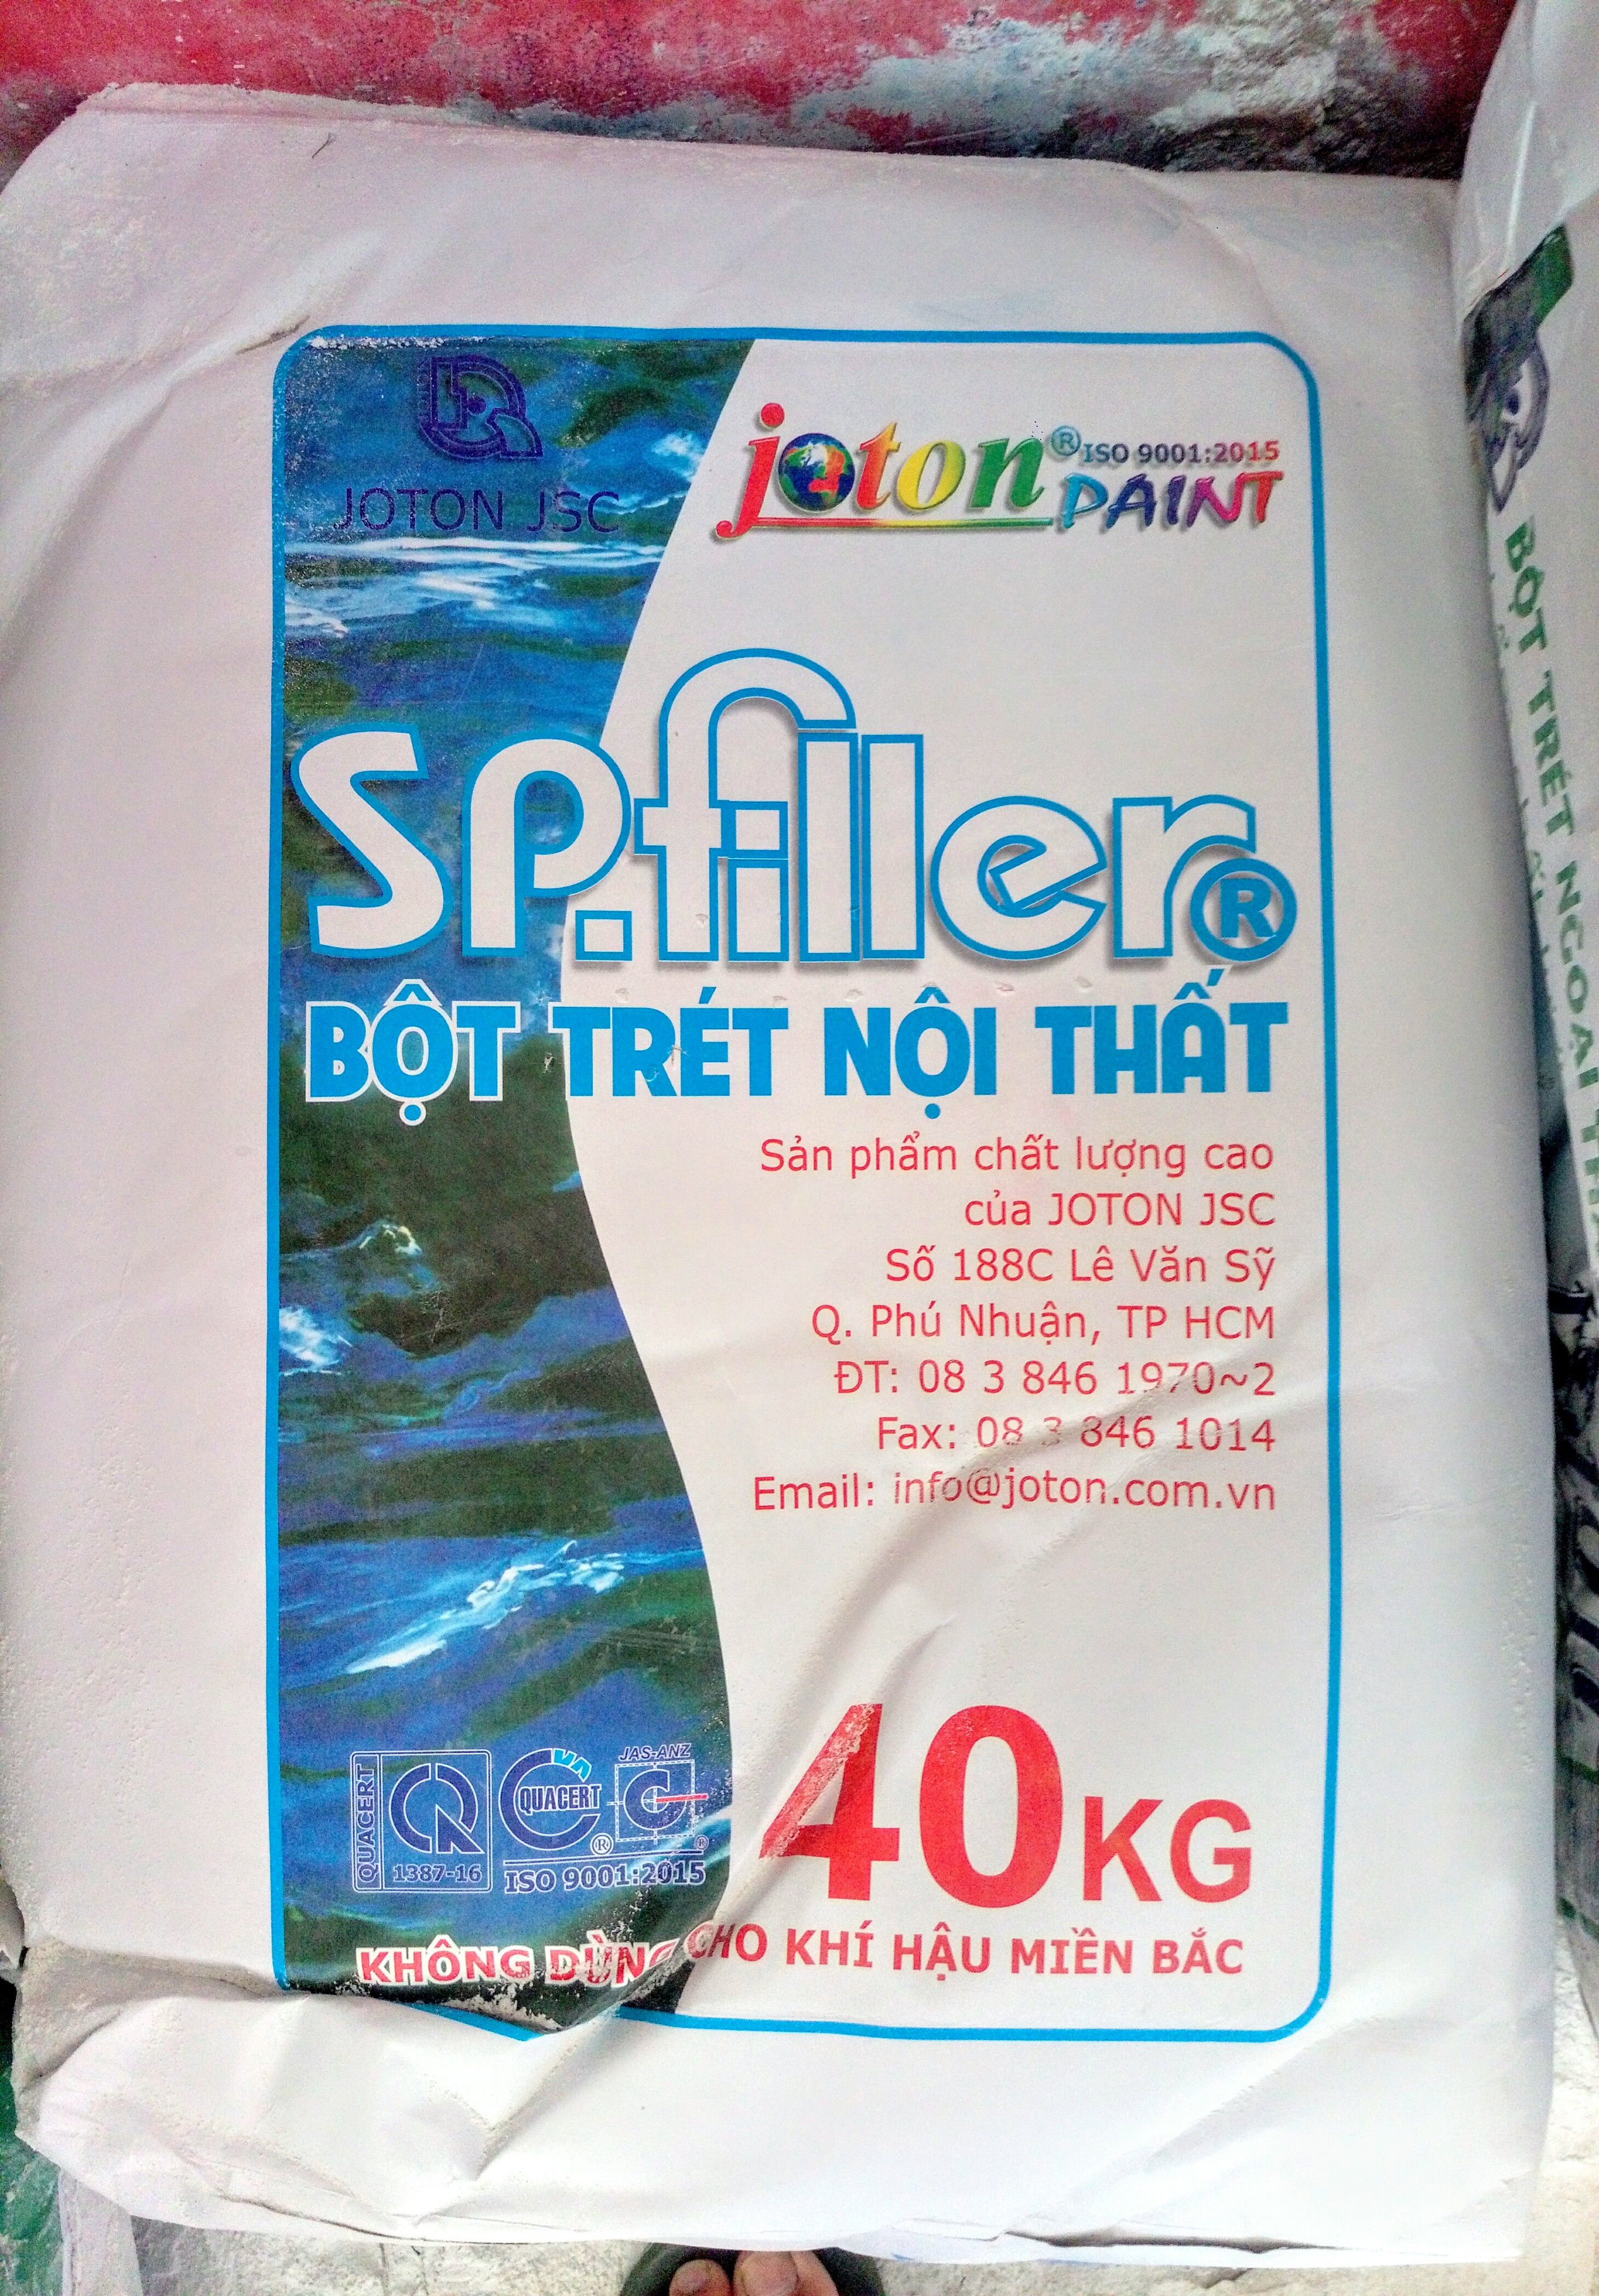 JOTON JSC
joton® ISO 9001:2015
PAINT
SP.filler®
BỘT TRÉT NỘI THẤT
Sản phẩm chất lượng cao
của JOTON JSC
Số 188C Lê Văn Sỹ
Q. Phú Nhuận, TP HCM
ĐT: 08 3 846 1970~2
Fax: 08 3 846 1014
Email: info@joton.com.vn
40KG
QUACERT
1387-16
QUACERT
®
JAS-ANZ
®
ISO 9001:2015
KHÔNG DÙNG CHO KHÍ HẬU MIỀN BẮC
BỘT TRÉT NGOẠI